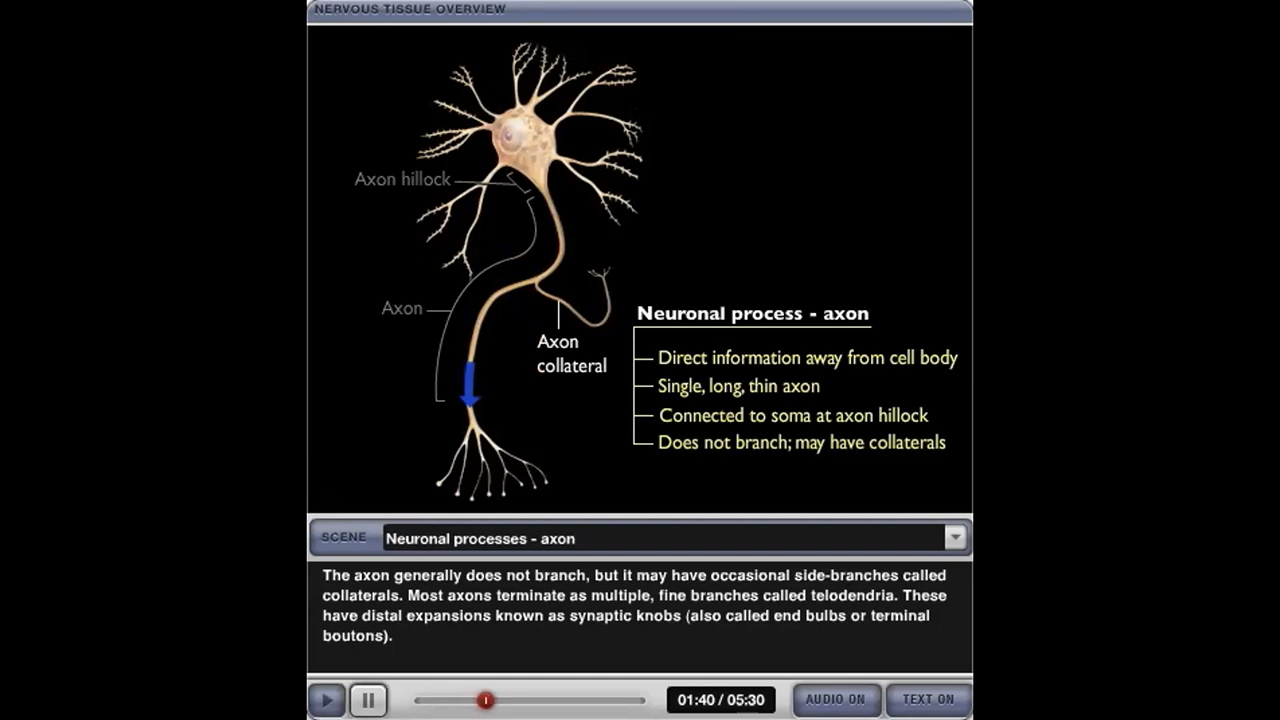 NERVOUS TISSUE OVERVIEW
Axon hillock
Axon
Axon
collateral
Neuronal process - axon
Direct information away from cell body
Single, long, thin axon
Connected to soma at axon hillock
Does not branch; may have collaterals
SCENE
Neuronal processes - axon
The axon generally does not branch, but it may have occasional side-branches called
collaterals. Most axons terminate as multiple, fine branches called telodendria. These
have distal expansions known as synaptic knobs (also called end bulbs or terminal
boutons).
01:40 / 05:30
AUDIO ON
TEXT ON